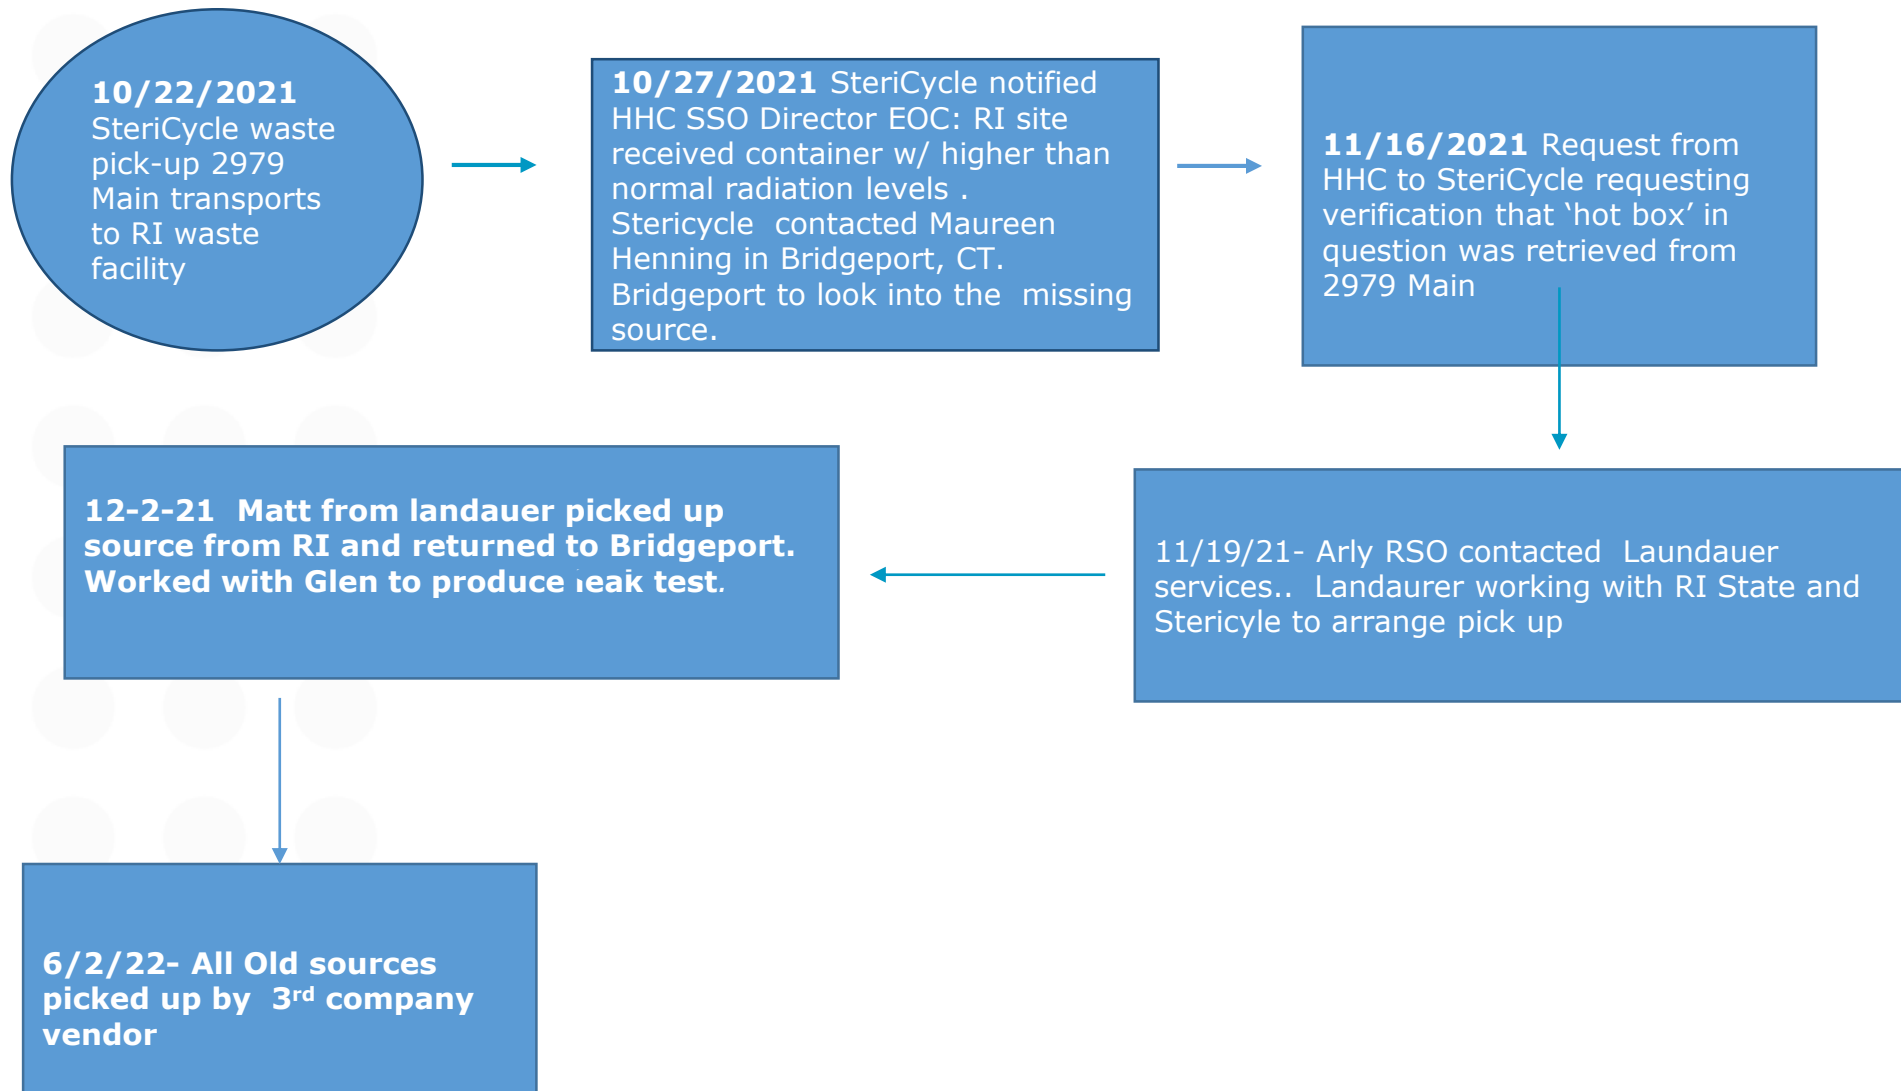 10/22/2021
SteriCycle waste
pick-up 2979
Main transports
to RI waste
facility
10/27/2021 SteriCycle notified
HHC SSO Director EOC: RI site
received container w/ higher than
normal radiation levels .
Stericycle contacted Maureen
Henning in Bridgeport, CT.
Bridgeport to look into the missing
source.
11/16/2021 Request from
HHC to SteriCycle requesting
verification that ‘hot box’ in
question was retrieved from
2979 Main
11/19/21- Arly RSO contacted Laundauer
services.. Landaurer working with RI State and
Stericyle to arrange pick up
12-2-21 Matt from landauer picked up
source from RI and returned to Bridgeport.
Worked with Glen to produce leak test.
6/2/22- All Old sources
picked up by 3rd company
vendor